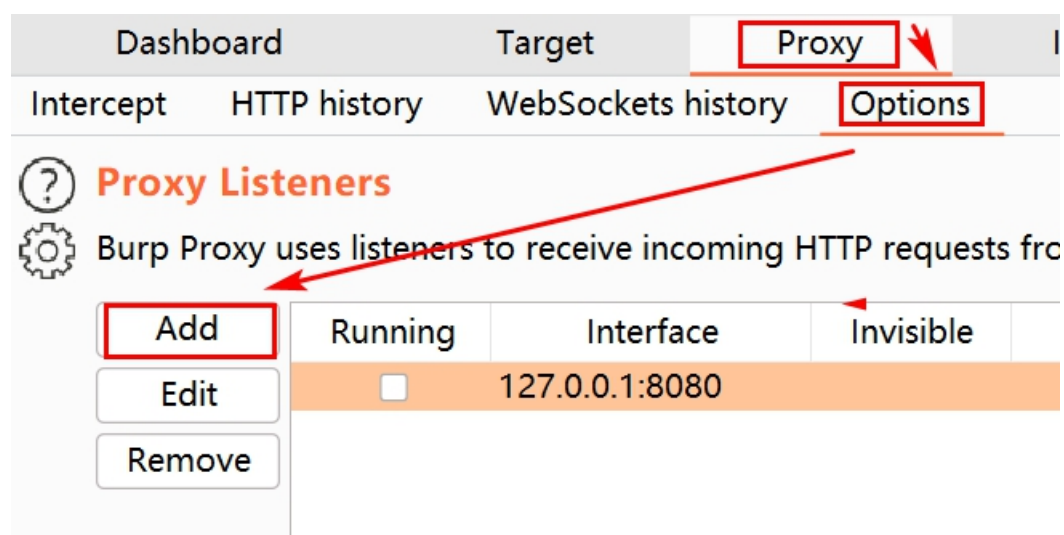 Dashboard Target Proxy
Intercept HTTP history WebSockets history Options
Proxy Listeners
Burp Proxy uses listeners to receive incoming HTTP requests
Add Running Interface Invisible
Edit 127.0.0.1:8080
Remove